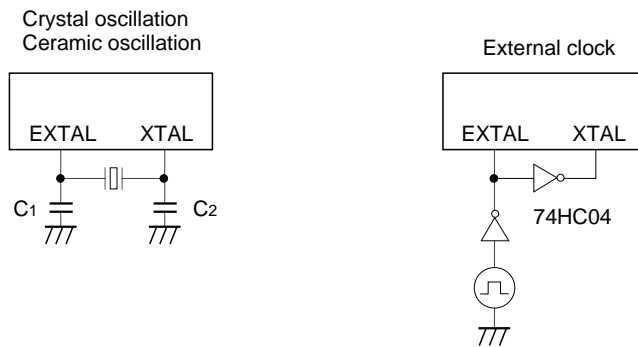 Crystal oscillation
Ceramic oscillation
EXTAL XTAL
C1 C2
External clock
EXTAL XTAL
74HC04